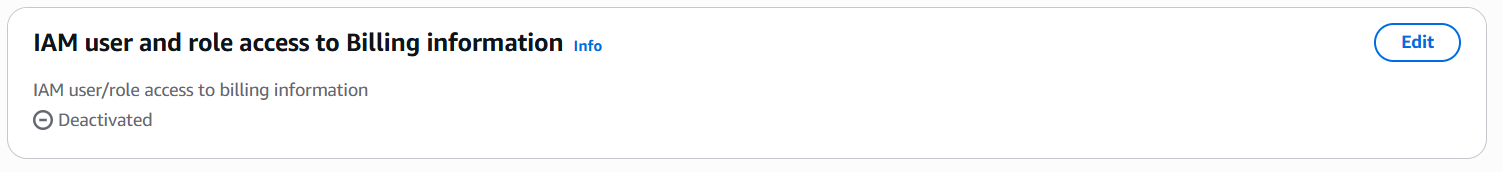 IAM user and role access to Billing information Info
Edit
IAM user/role access to billing information
Deactivated